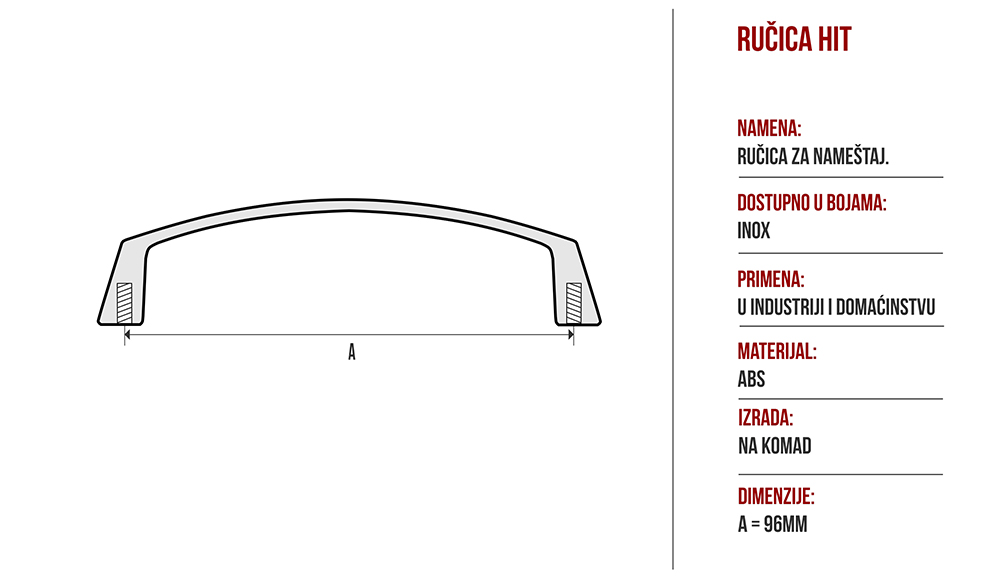 RUČICA HIT
NAMENA:
RUČICA ZA NAMEŠTAJ.
DOSTUPNO U BOJAMA:
INOX
PRIMENA:
U INDUSTRIJI I DOMAĆINSTVU
MATERIJAL:
ABS
IZRADA:
NA KOMAD
DIMENZIJE:
A = 96MM
A